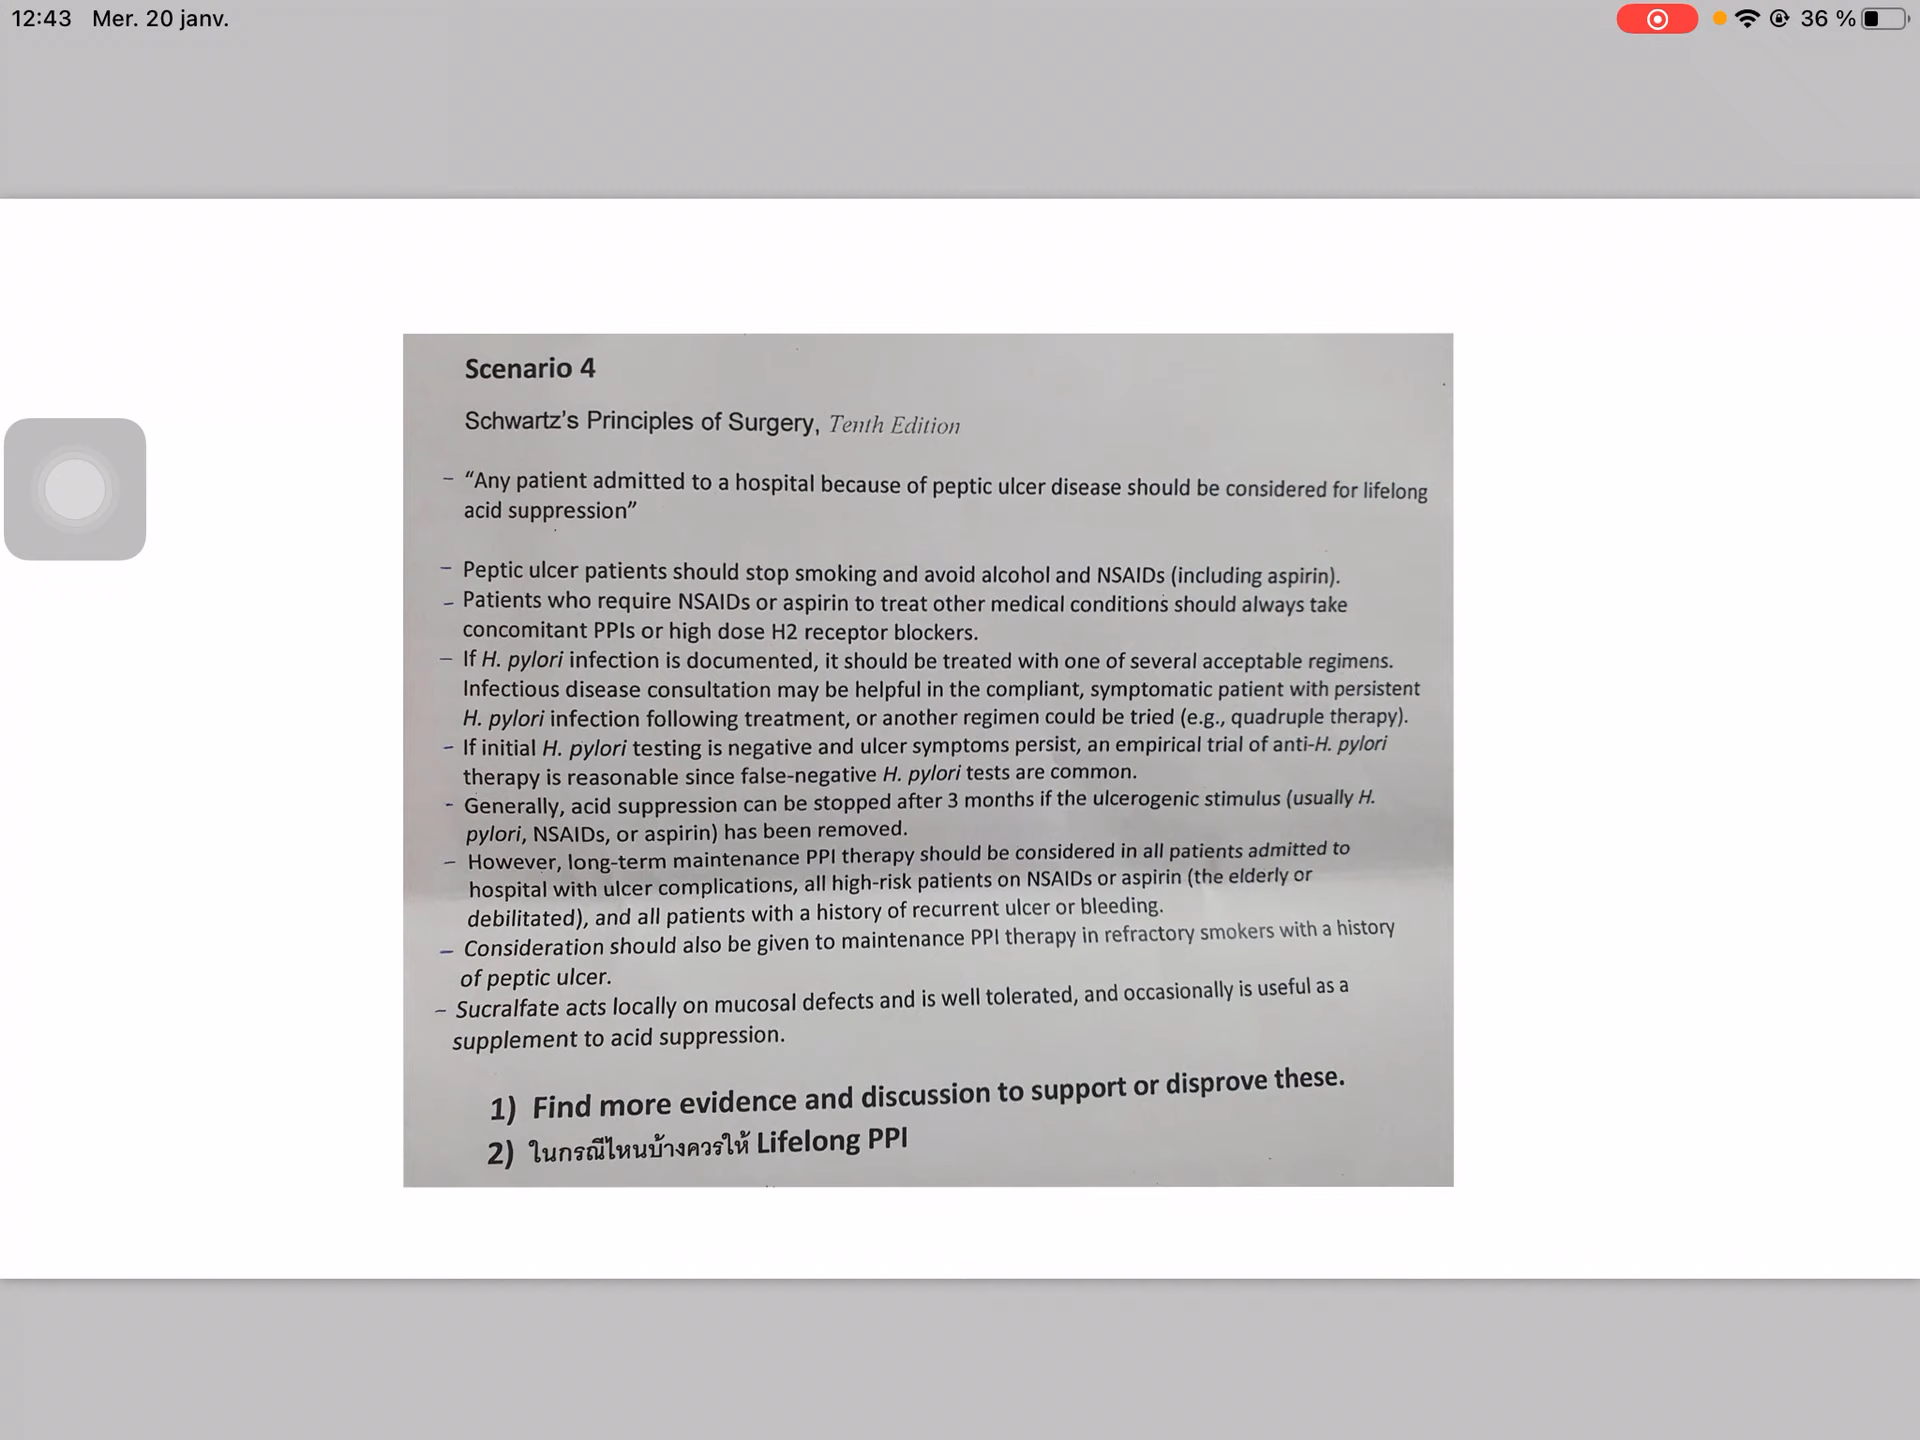 12:43 Mer. 20 janv.
36 %
Scenario 4
Schwartz's Principles of Surgery, Tenth Edition
– “Any patient admitted to a hospital because of peptic ulcer disease should be considered for lifelong
acid suppression”
– Peptic ulcer patients should stop smoking and avoid alcohol and NSAIDs (including aspirin).
– Patients who require NSAIDs or aspirin to treat other medical conditions should always take
concomitant PPIs or high dose H2 receptor blockers.
– If H. pylori infection is documented, it should be treated with one of several acceptable regimens.
Infectious disease consultation may be helpful in the compliant, symptomatic patient with persistent
H. pylori infection following treatment, or another regimen could be tried (e.g., quadruple therapy).
– If initial H. pylori testing is negative and ulcer symptoms persist, an empirical trial of anti-H. pylori
therapy is reasonable since false-negative H. pylori tests are common.
- Generally, acid suppression can be stopped after 3 months if the ulcerogenic stimulus (usually H.
pylori, NSAIDs, or aspirin) has been removed.
– However, long-term maintenance PPI therapy should be considered in all patients admitted to
hospital with ulcer complications, all high-risk patients on NSAIDs or aspirin (the elderly or
debilitated), and all patients with a history of recurrent ulcer or bleeding.
– Consideration should also be given to maintenance PPI therapy in refractory smokers with a history
of peptic ulcer.
– Sucralfate acts locally on mucosal defects and is well tolerated, and occasionally is useful as a
supplement to acid suppression.
1) Find more evidence and discussion to support or disprove these.
2) ในกรณีไหนบ้างควรให้ Lifelong PPI